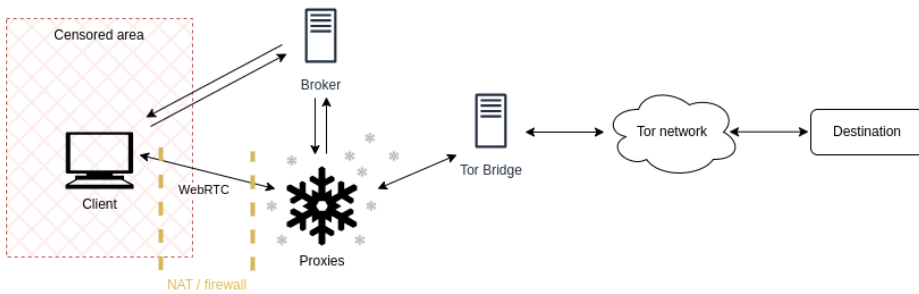 Censored area
Broker
Client
WebRTC
Proxies
NAT / firewall
Tor Bridge
Tor network
Destination